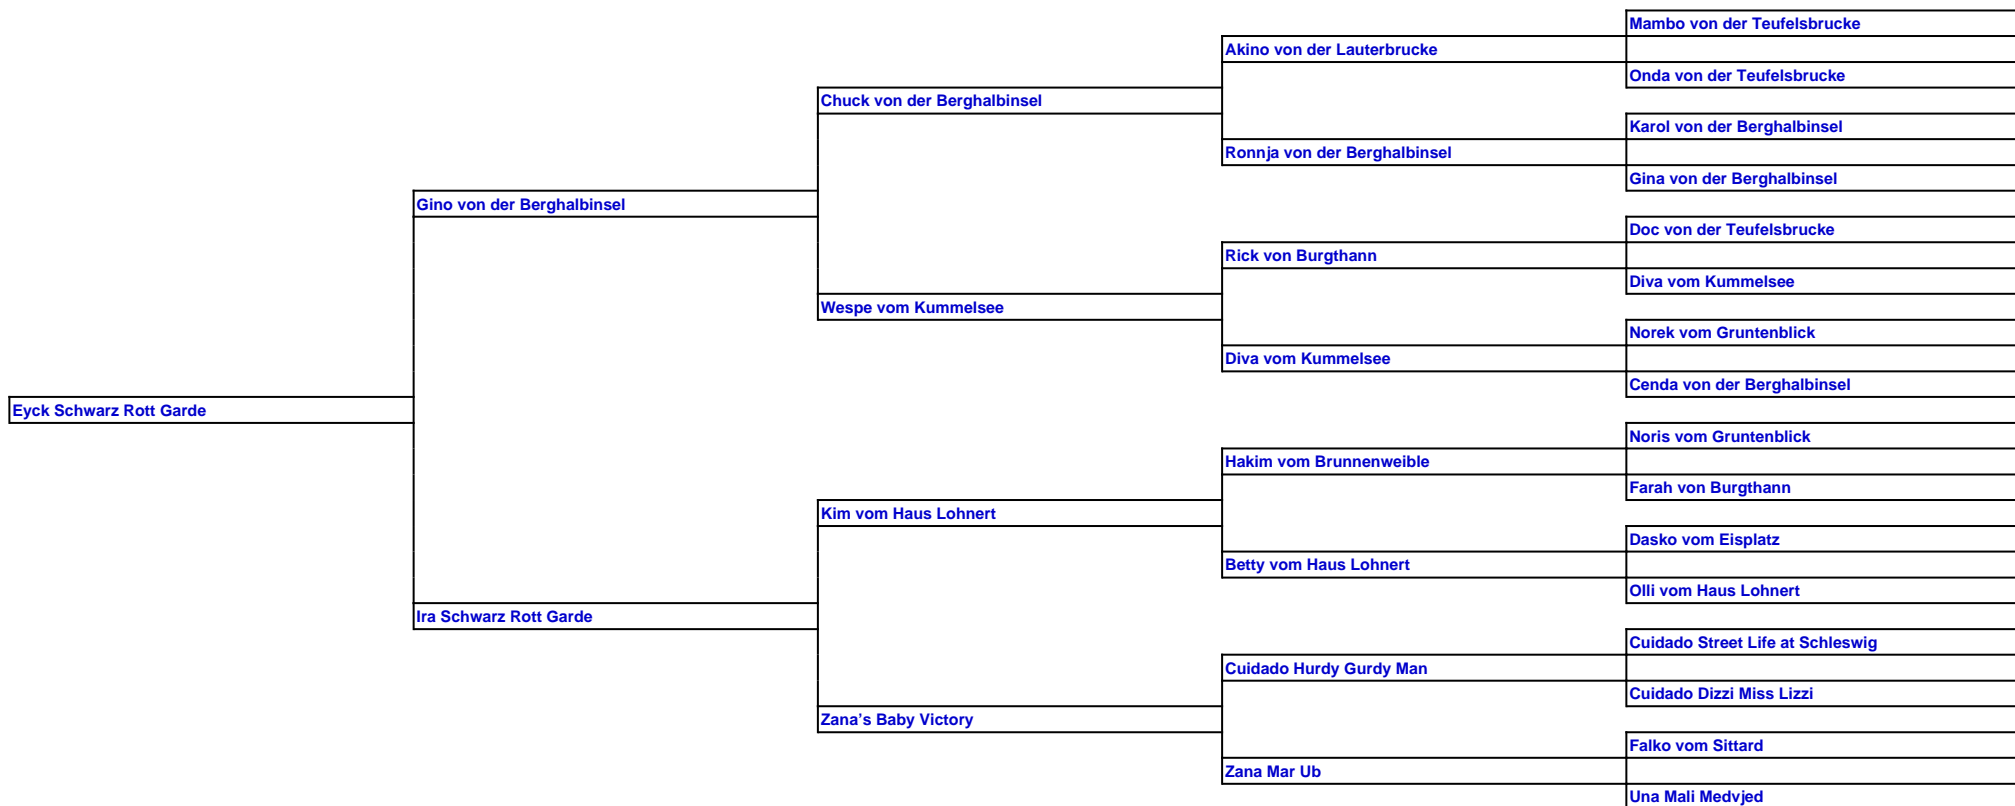 Mambo von der Teufelsbrucke
Akino von der Lauterbrucke
Onda von der Teufelsbrucke
Chuck von der Berghalbinsel
Karol von der Berghalbinsel
Ronnja von der Berghalbinsel
Gina von der Berghalbinsel
Gino von der Berghalbinsel
Doc von der Teufelsbrucke
Rick von Burgthann
Diva vom Kummelsee
Wespe vom Kummelsee
Norek vom Gruntenblick
Diva vom Kummelsee
Cenda von der Berghalbinsel
Eyck Schwarz Rott Garde
Noris vom Gruntenblick
Hakim vom Brunnenweible
Farah von Burgthann
Kim vom Haus Lohnert
Dasko vom Eisplatz
Betty vom Haus Lohnert
Olli vom Haus Lohnert
Ira Schwarz Rott Garde
Cuidado Street Life at Schleswig
Cuidado Hurdy Gurdy Man
Cuidado Dizzi Miss Lizzi
Zana’s Baby Victory
Falko vom Sittard
Zana Mar Ub
Una Mali Medvjed